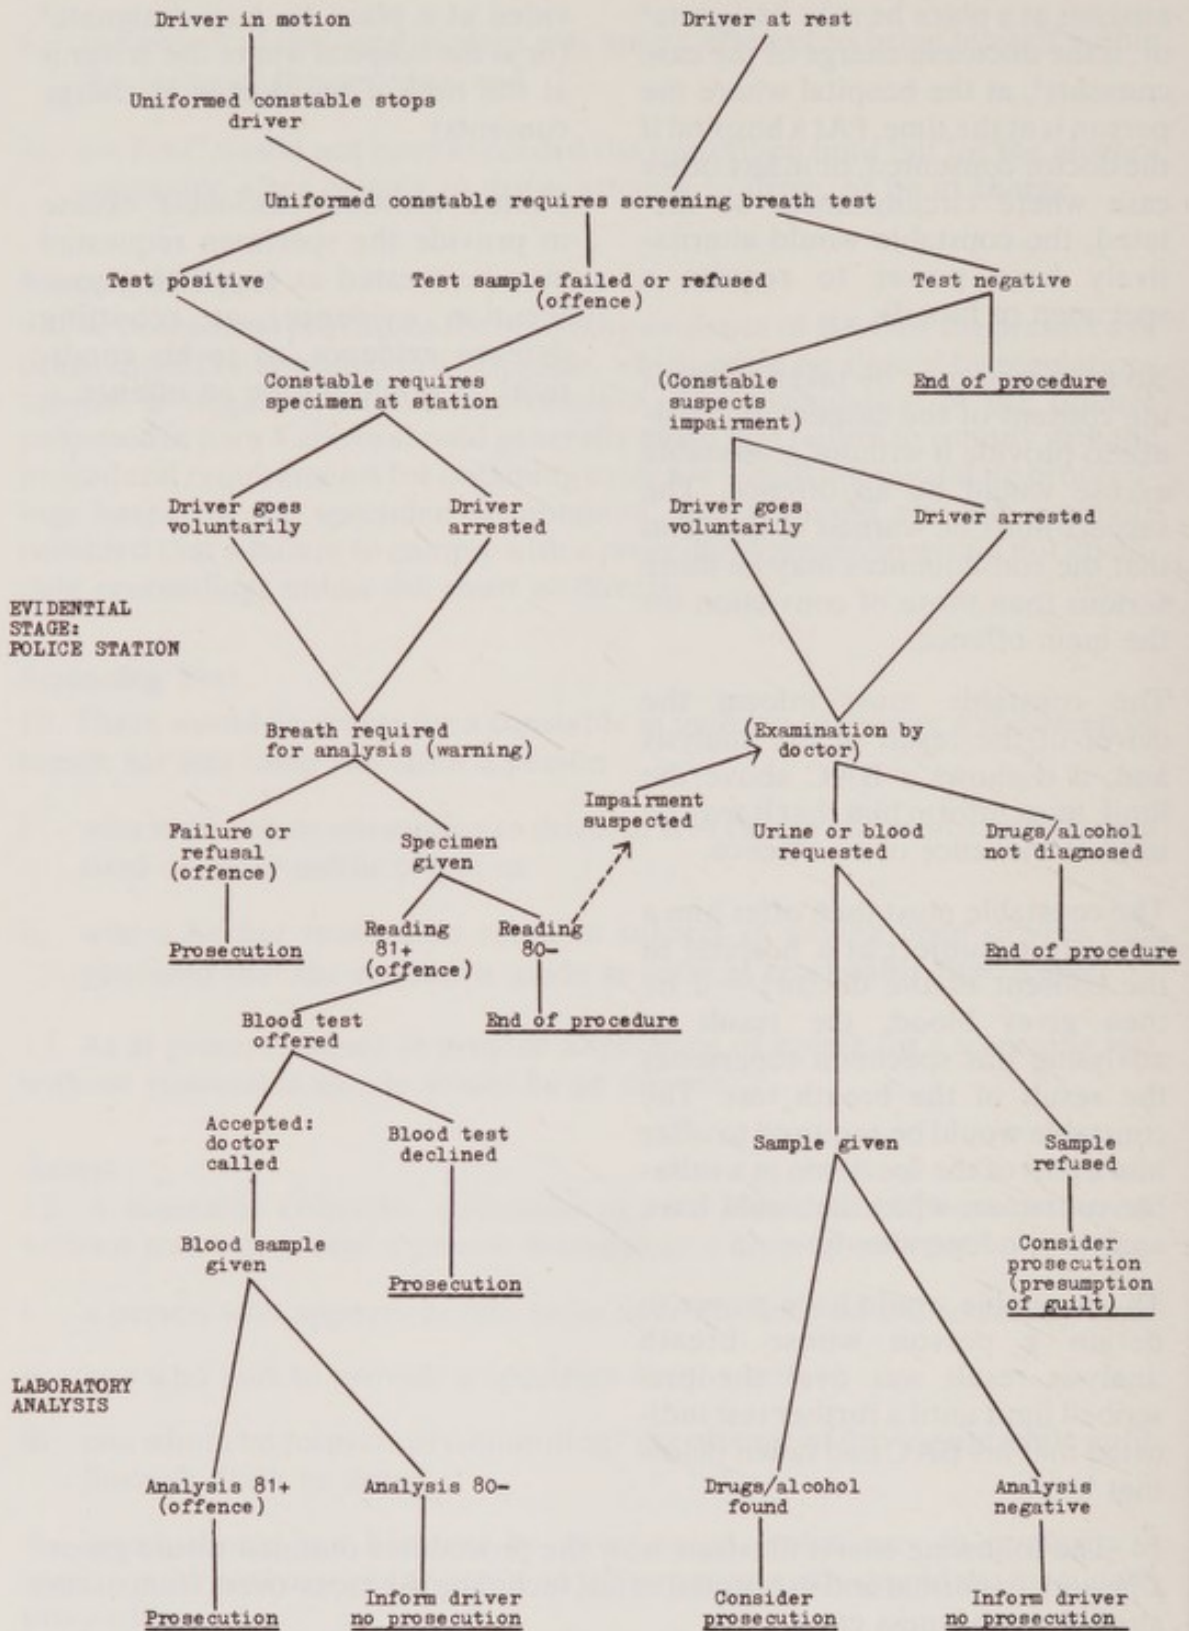 Driver in motion
Driver at rest
Uniformed constable stops
driver
Uniformed constable requires screening breath test
Test positive
Test sample failed or refused
(offence)
Test negative
Constable requires
specimen at station
(Constable
suspects
impairment)
End of procedure
Driver goes
voluntarily
Driver
arrested
Driver goes
voluntarily
Driver arrested
EVIDENTIAL
STAGE:
POLICE STATION
Breath required
for analysis (warning)
(Examination by
doctor)
Impairment
suspected
Failure or
refusal
(offence)
Specimen
given
Urine or blood
requested
Drugs/alcohol
not diagnosed
Prosecution
Reading
81+
(offence)
Reading
80-
End of procedure
End of procedure
Blood test
offered
Accepted:
doctor
called
Blood test
declined
Sample given
Sample
refused
Blood sample
given
Prosecution
Consider
prosecution
(presumption
of guilt)
LABORATORY
ANALYSIS
Analysis 81+
(offence)
Analysis 80-
Drugs/alcohol
found
Analysis
negative
Prosecution
Inform driver
no prosecution
Consider
prosecution
Inform driver
no prosecution